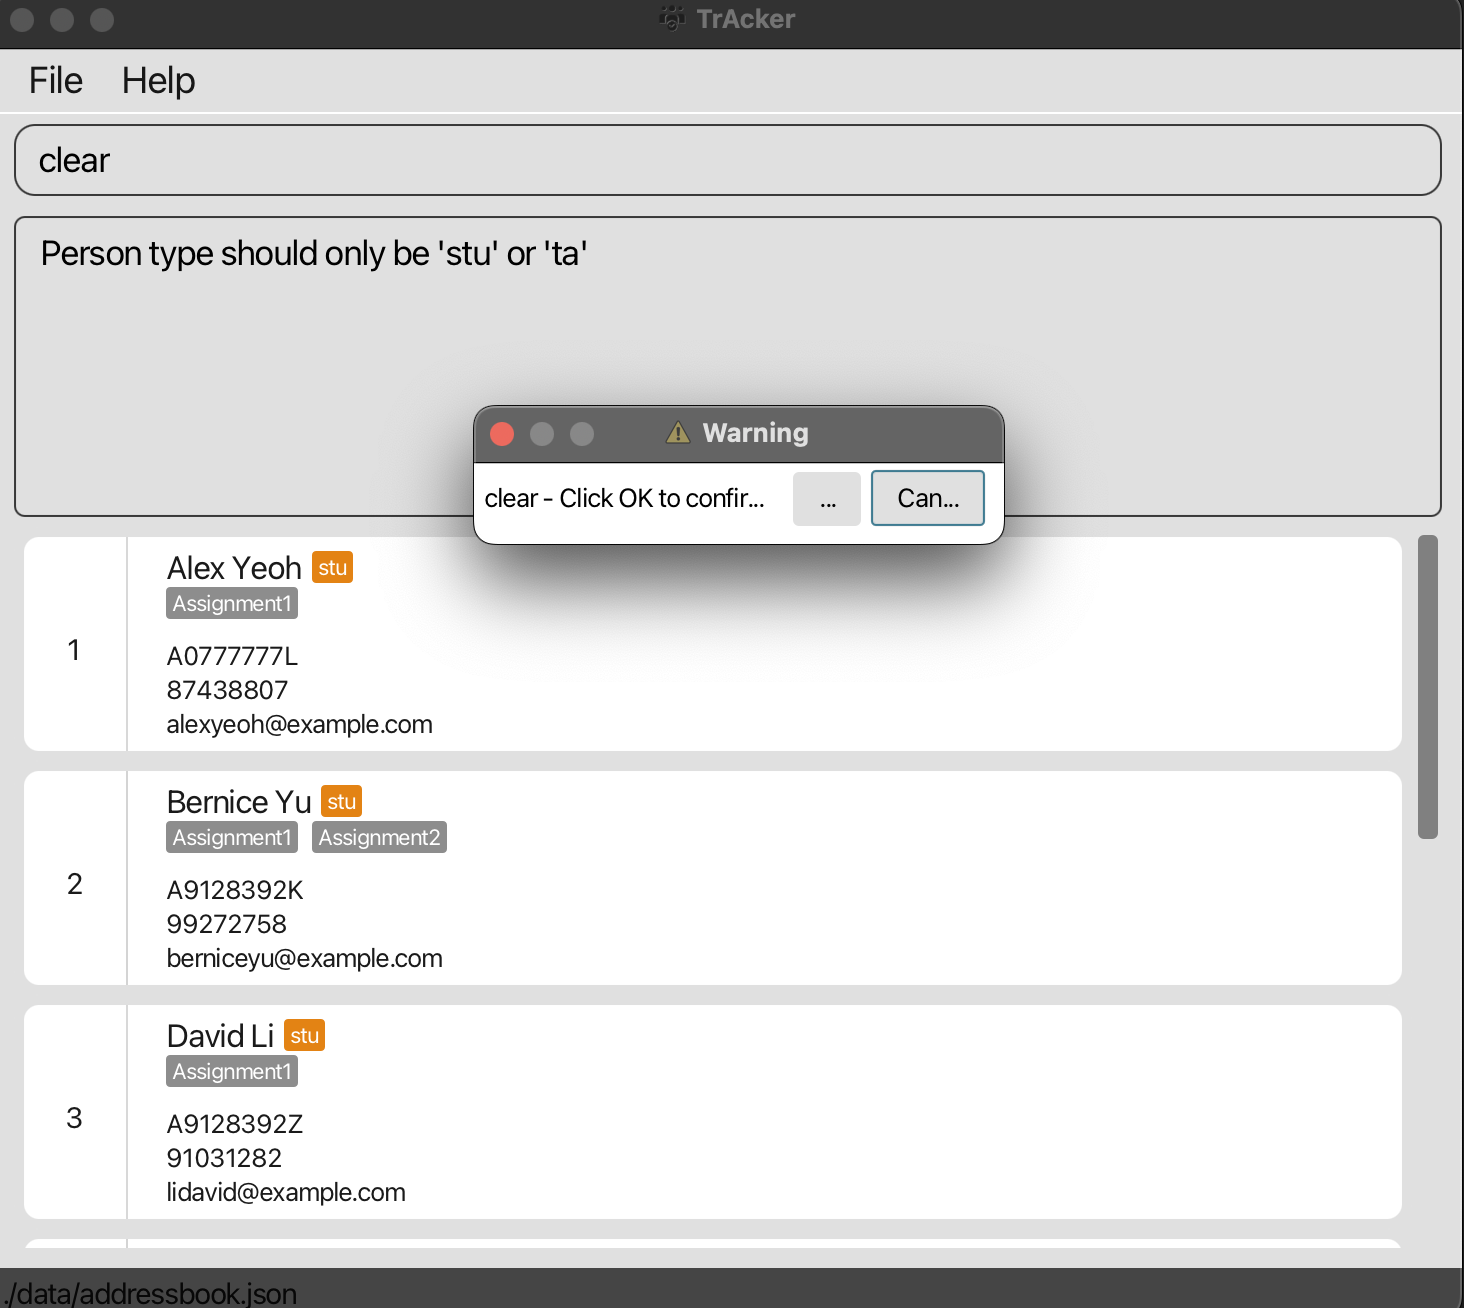 TrAcker
File Help
clear
Person type should only be 'stu' or 'ta'
Warning
clear - Click OK to confir... ... Can...
1
Alex Yeoh stu
Assignment1
A0777777L
87438807
alexyeoh@example.com
2
Bernice Yu stu
Assignment1 Assignment2
A9128392K
99272758
berniceyu@example.com
3
David Li stu
Assignment1
A9128392Z
91031282
lidavid@example.com
./data/addressbook.json